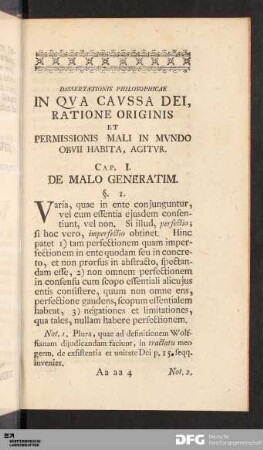 DISSERTATIONIS PHILOSOPHICAE
IN QVA CAVSSA DEI,
RATIONE ORIGINIS
ET
PERMISSIONIS MALI IN MVNDO
OBVII HABITA, AGITVR.
CAP. I.
DE MALO GENERATIM.
§. 1.
Varia, quae in ente conjunguntur,
vel cum essentia ejusdem consen-
tiunt, vel non. Si illud, perfectio;
si hoc vero, imperfectio obtinet. Hinc
patet 1) tam perfectionem quam imper-
fectionem in ente quodam seu in concre-
to, et non prorsus in abstracto, spectan-
dam esse, 2) non omnem perfectionem
in consensu cum scopo essentiali alicujus
entis consistere, quum non omne ens,
perfectione gaudens, scopum essentialem
habeat, 3) negationes et limitationes,
qua tales, nullam habere perfectionem.
Not. 1. Plura, quae ad definitionem Wolf-
fianam dijudicandam faciunt, in tractatu meo
germ. de exsistentia et unitate Dei p. 15. seqq.
invenies.
Aa aa 4 Not. 2.
DFG Deutsche
Forschungsgemeinschaft